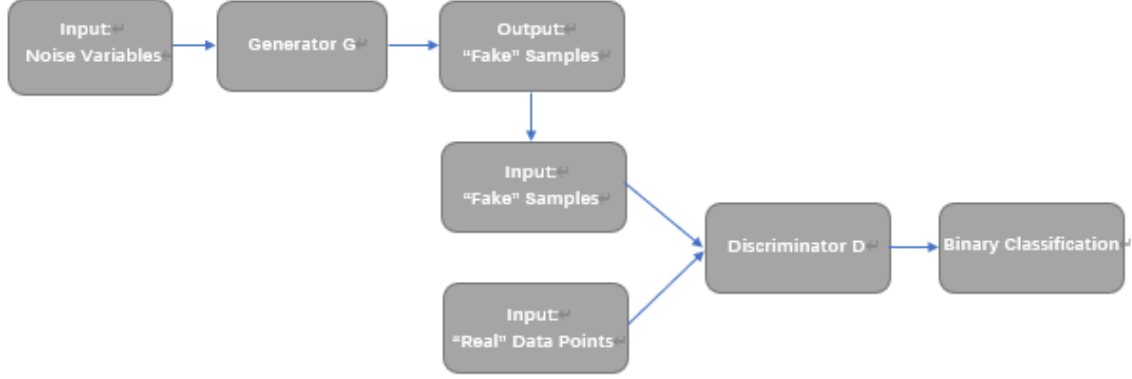 Input:↵
Noise Variables↵
Generator G↵
Output:↵
“Fake” Samples↵
Input:↵
“Fake” Samples↵
Input:↵
“Real” Data Points↵
Discriminator D↵
Binary Classification↵